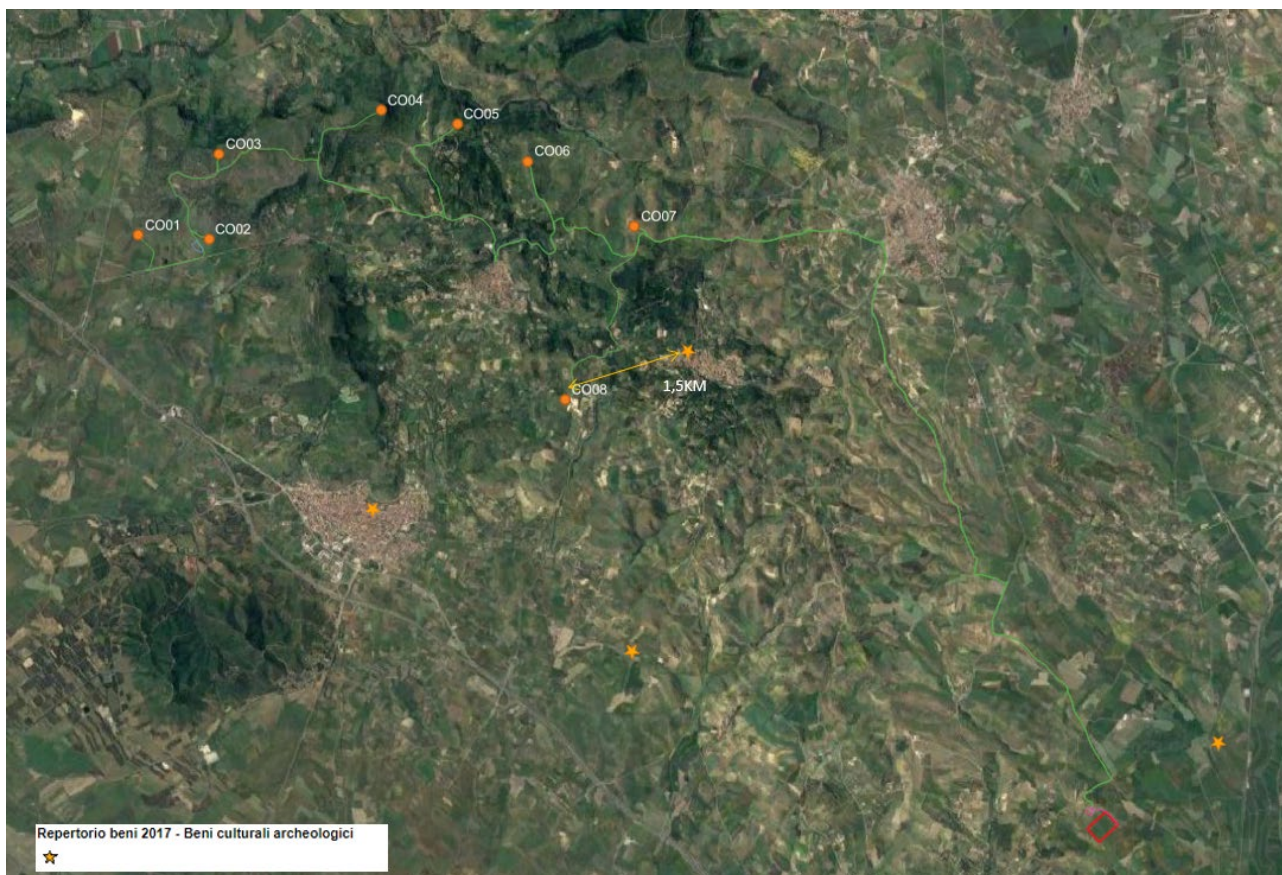 CO04
CO05
CO03
CO06
CO07
CO01
CO02
1,5KM
CO08
Repertorio beni 2017 - Beni culturali archeologici